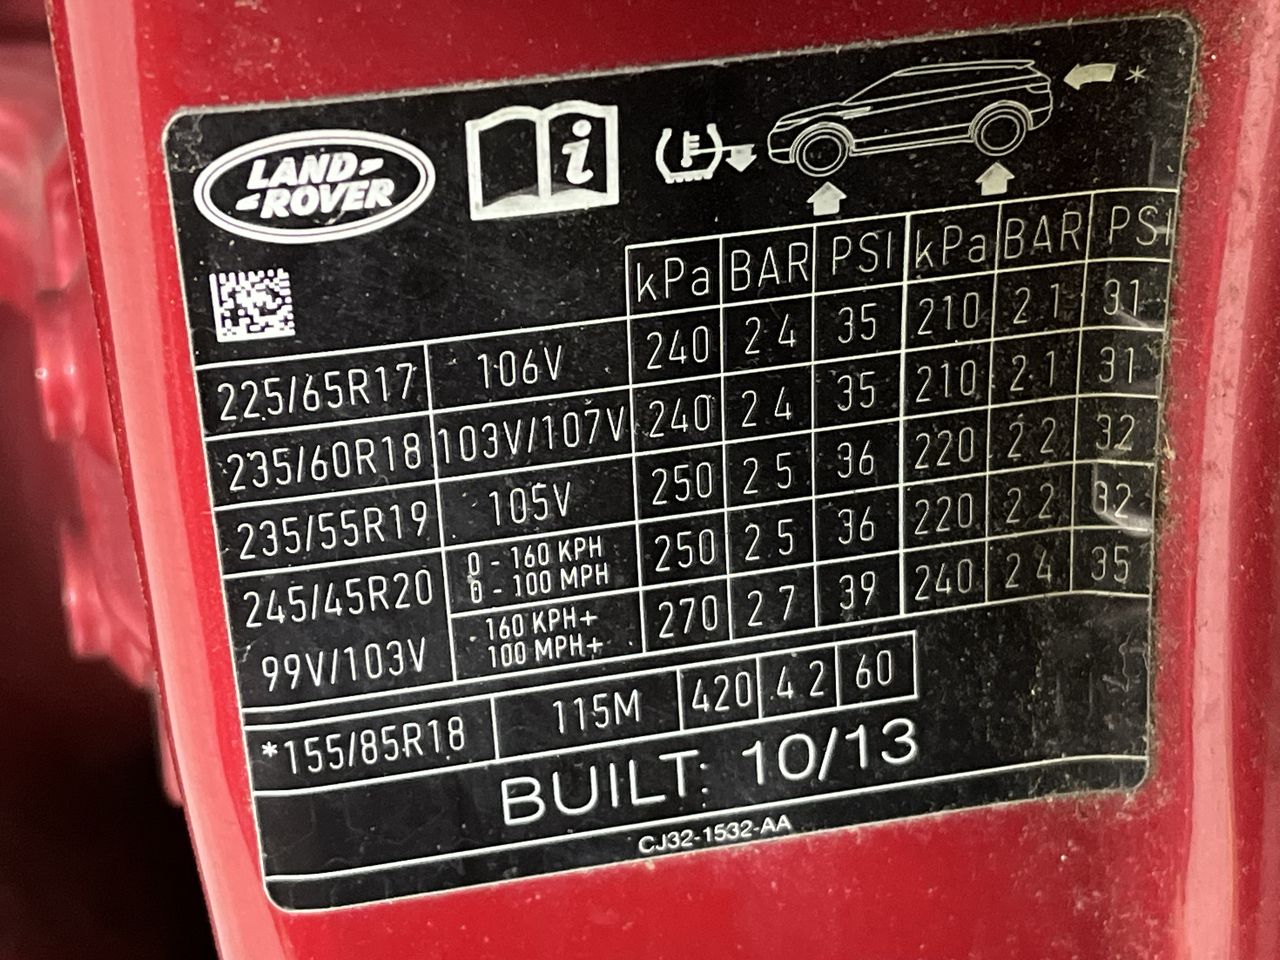 LAND-
-ROVER
i
*
kPa BAR PSI kPa BAR PSI
225/65R17 106V 240 2.4 35 210 2.1 31
235/60R18 103V/107V 240 2.4 35 210 2.1 31
235/55R19 105V 250 2.5 36 220 2.2 32
245/45R20 0 - 160 KPH
0 - 100 MPH 250 2.5 36 220 2.2 32
99V/103V 160 KPH+
100 MPH+ 270 2.7 39 240 2.4 35
*155/85R18 115M 420 4.2 60
BUILT: 10/13
CJ32-1532-AA